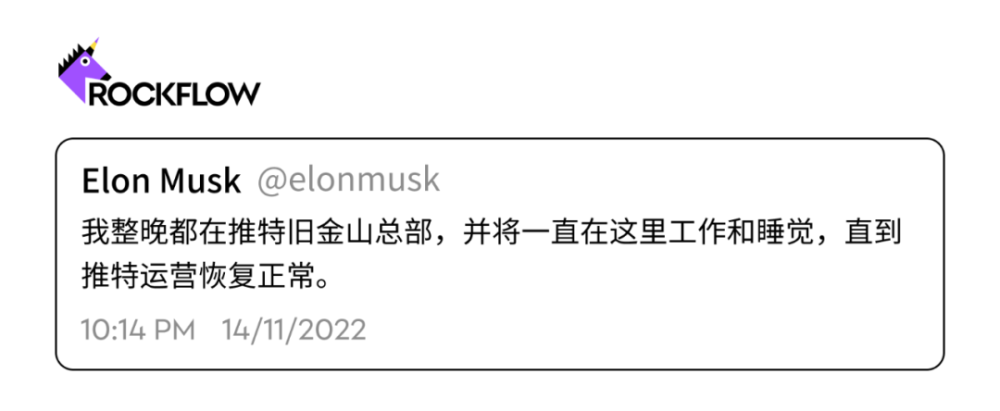 ROCKFLOW
Elon Musk @elonmusk
我整晚都在推特旧金山总部，并将一直在这里工作和睡觉，直到
推特运营恢复正常。
10:14 PM 14/11/2022